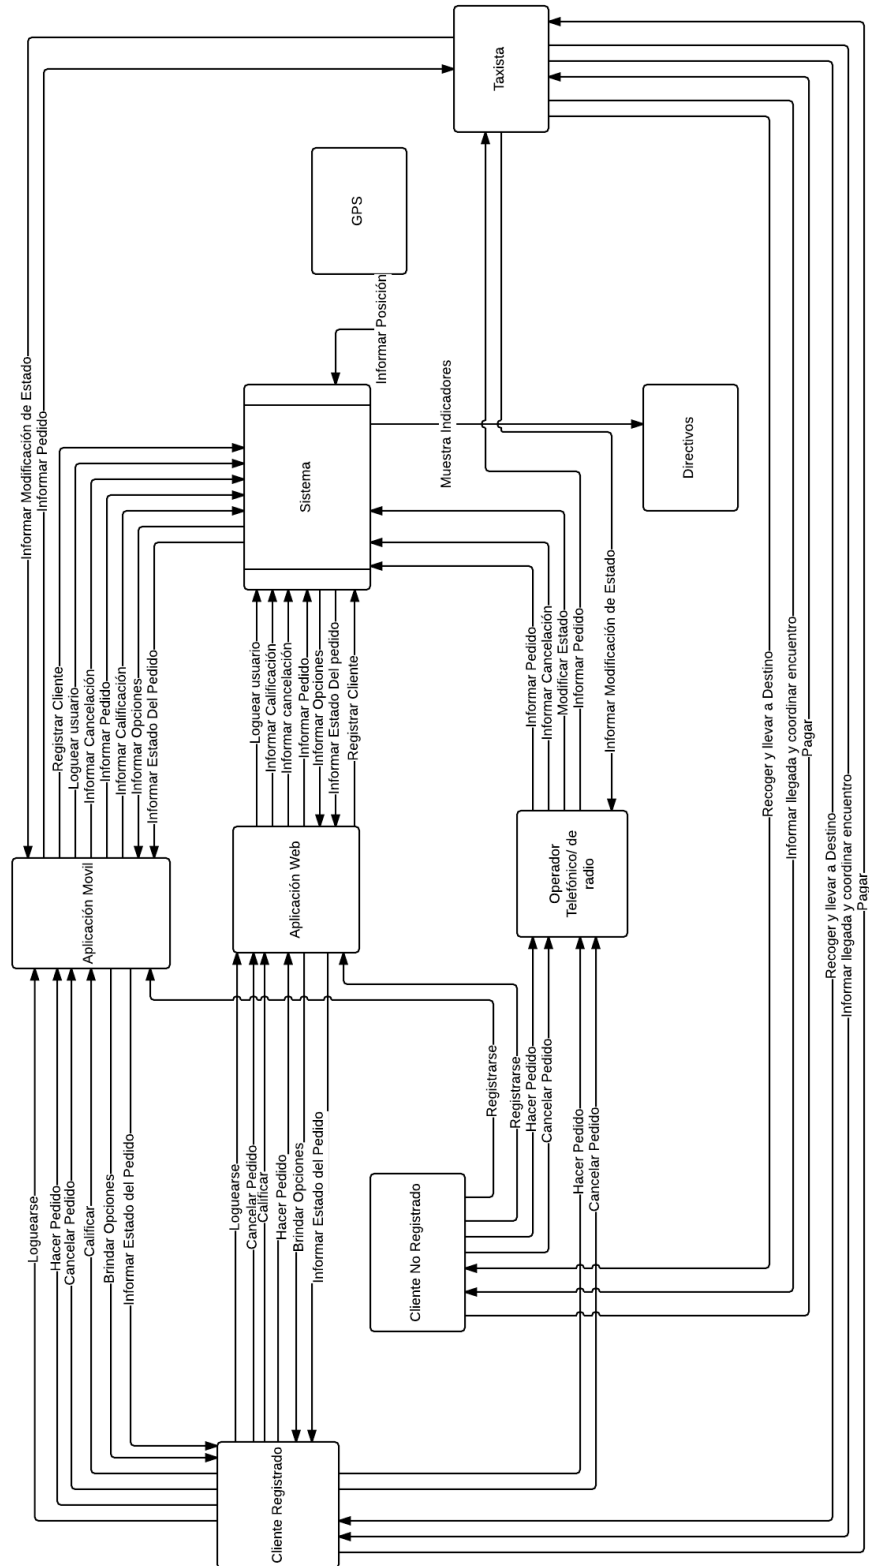 Informar Modificación de Estado
Informar Pedido
Registrar Cliente
Loguear usuario
Informar Cancelación
Informar Pedido
Informar Calificación
Informar Opciones
Informar Estado Del Pedido
Aplicación Movil
Loguearse
Hacer Pedido
Cancelar Pedido
Calificar
Brindar Opciones
Informar Estado del Pedido
Loguear usuario
Informar Calificación
Informar cancelación
Informar Pedido
Informar Opciones
Informar Estado Del pedido
Registrar Cliente
Sistema
Aplicación Web
Loguearse
Cancelar Pedido
Calificar
Hacer Pedido
Brindar Opciones
Informar Estado del Pedido
Cliente Registrado
GPS
Informar Posición
Muestra Indicadores
Taxista
Directivos
Registrarse
Registrarse
Hacer Pedido
Cancelar Pedido
Cliente No Registrado
Informar Pedido
Informar Cancelación
Modificar Estado
Informar Pedido
Informar Modificación de Estado
Operador
Telefónico/ de
radio
Hacer Pedido
Cancelar Pedido
Recoger y llevar a Destino
Informar llegada y coordinar encuentro
Pagar
Recoger y llevar a Destino
Informar llegada y coordinar encuentro
Pagar